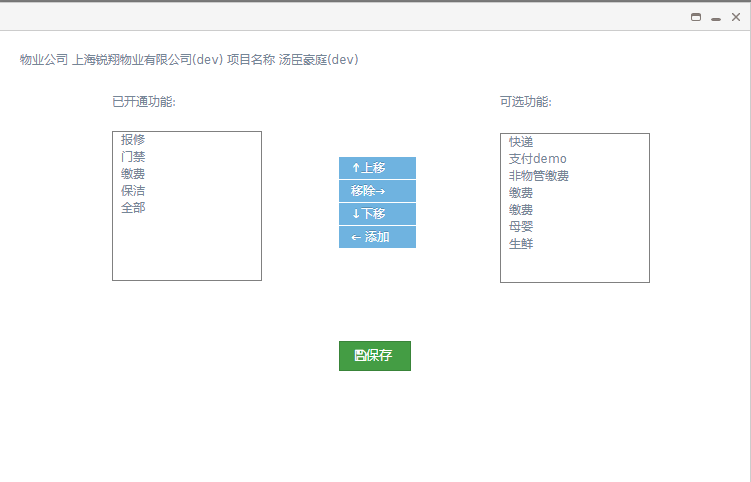 物业公司 上海锐翔物业有限公司(dev) 项目名称 汤臣豪庭(dev)
已开通功能:
报修
门禁
缴费
保洁
全部
↑上移
移除→
↓下移
← 添加
可选功能:
快递
支付demo
非物管缴费
缴费
缴费
母婴
生鲜
保存